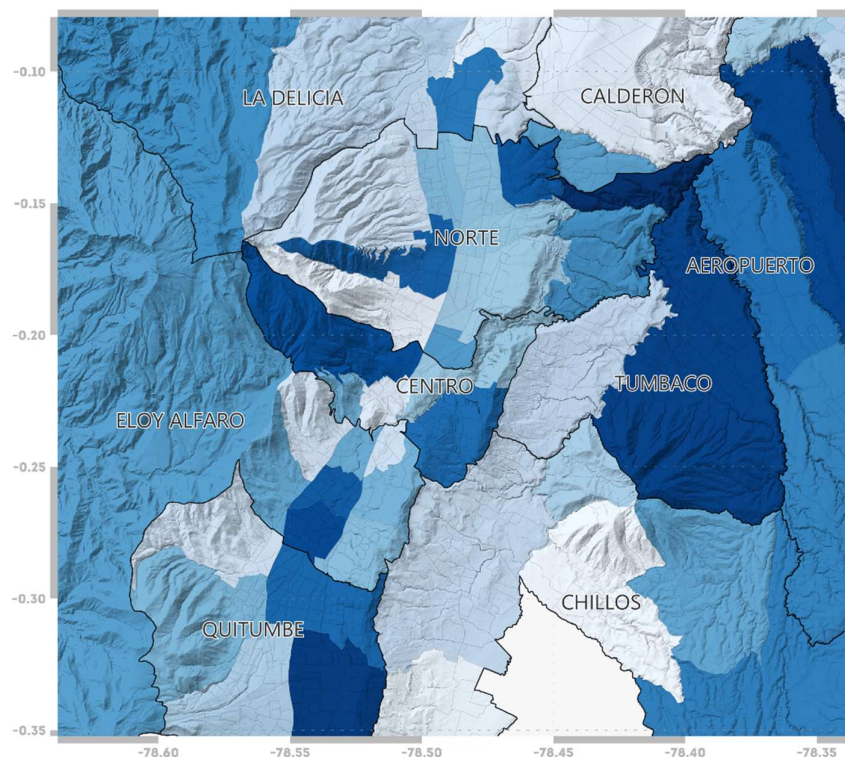 -0.10
LA DELICIA
CALDERON
-0.15
NORTE
AEROPUERTO
-0.20
CENTRO
TUMBACO
ELOY ALFARO
-0.25
-0.30
CHILLOS
QUITUMBE
-0.35
-78.60
-78.55
-78.50
-78.45
-78.40
-78.35